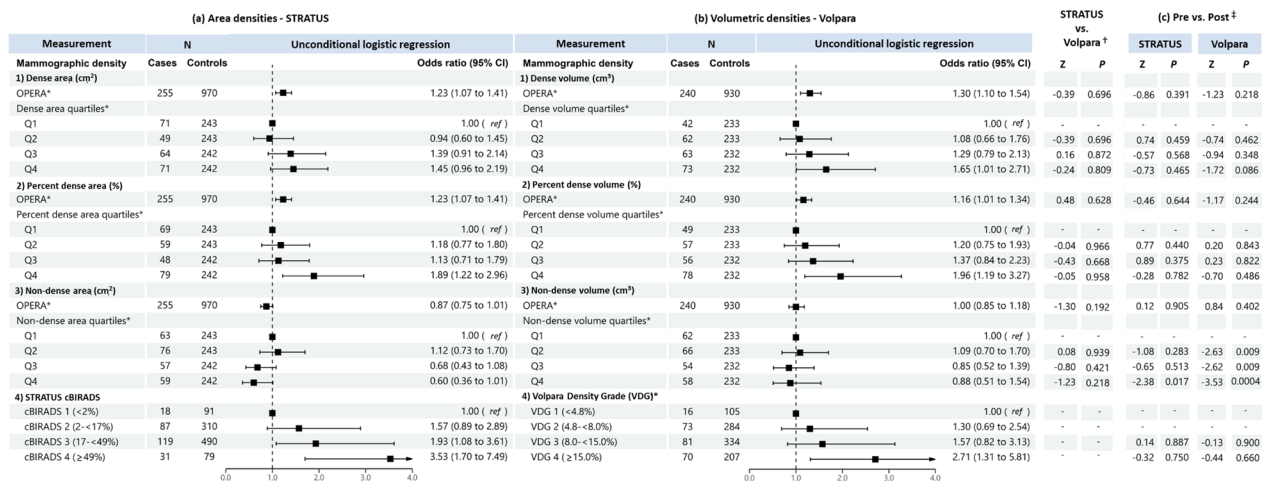 (a) Area densities - STRATUS (b) Volumetric densities - Volpara STRATUS vs. Volpara † (c) Pre vs. Post ‡
Measurement N Unconditional logistic regression Measurement N Unconditional logistic regression STRATUS Volpara
Mammographic density Cases Controls Odds ratio (95% CI) Mammographic density Cases Controls Odds ratio (95% CI) Z P Z P Z P
1) Dense area (cm²) 1) Dense volume (cm³)
OPERA* 255 970 1.23 (1.07 to 1.41) OPERA* 240 930 1.30 (1.10 to 1.54) -0.39 0.696 -0.86 0.391 -1.23 0.218
Dense area quartiles* Dense volume quartiles*
Q1 71 243 1.00 ( ref ) Q1 42 233 1.00 ( ref ) - - - - - -
Q2 49 243 0.94 (0.60 to 1.45) Q2 62 233 1.08 (0.66 to 1.76) -0.39 0.696 0.74 0.459 -0.74 0.462
Q3 64 242 1.39 (0.91 to 2.14) Q3 63 232 1.29 (0.79 to 2.13) 0.16 0.872 -0.57 0.568 -0.94 0.348
Q4 71 242 1.45 (0.96 to 2.19) Q4 73 232 1.65 (1.01 to 2.71) -0.24 0.809 -0.73 0.465 -1.72 0.086
2) Percent dense area (%) 2) Percent dense volume (%)
OPERA* 255 970 1.23 (1.07 to 1.41) OPERA* 240 930 1.16 (1.01 to 1.34) 0.48 0.628 -0.46 0.644 -1.17 0.244
Percent dense area quartiles* Percent dense volume quartiles*
Q1 69 243 1.00 ( ref ) Q1 49 233 1.00 ( ref ) - - - - - -
Q2 59 243 1.18 (0.77 to 1.80) Q2 57 233 1.20 (0.75 to 1.93) -0.04 0.966 0.77 0.440 0.20 0.843
Q3 48 242 1.13 (0.71 to 1.79) Q3 56 232 1.37 (0.84 to 2.23) -0.43 0.668 0.89 0.375 0.23 0.822
Q4 79 242 1.89 (1.22 to 2.96) Q4 78 232 1.96 (1.19 to 3.27) -0.05 0.958 -0.28 0.782 -0.70 0.486
3) Non-dense area (cm²) 3) Non-dense volume (cm³)
OPERA* 255 970 0.87 (0.75 to 1.01) OPERA* 240 930 1.00 (0.85 to 1.18) -1.30 0.192 0.12 0.905 0.84 0.402
Non-dense area quartiles* Non-dense volume quartiles*
Q1 63 243 1.00 ( ref ) Q1 62 233 1.00 ( ref ) - - - - - -
Q2 76 243 1.12 (0.73 to 1.70) Q2 66 233 1.09 (0.70 to 1.70) 0.08 0.939 -1.08 0.283 -2.63 0.009
Q3 57 242 0.68 (0.43 to 1.08) Q3 54 232 0.85 (0.52 to 1.39) -0.80 0.421 -0.65 0.513 -2.62 0.009
Q4 59 242 0.60 (0.36 to 1.01) Q4 58 232 0.88 (0.51 to 1.54) -1.23 0.218 -2.38 0.017 -3.53 0.0004
4) STRATUS cBIRADS 4) Volpara Density Grade (VDG)*
cBIRADS 1 (<2%) 18 91 1.00 ( ref ) VDG 1 (<4.8%) 16 105 1.00 ( ref ) - - - - - -
cBIRADS 2 (2-<17%) 87 310 1.57 (0.89 to 2.89) VDG 2 (4.8-<8.0%) 73 284 1.30 (0.69 to 2.54) - - - - - -
cBIRADS 3 (17-<49%) 119 490 1.93 (1.08 to 3.61) VDG 3 (8.0-<15.0%) 81 334 1.57 (0.82 to 3.13) - - 0.14 0.887 -0.13 0.900
cBIRADS 4 (≥49%) 31 79 3.53 (1.70 to 7.49) VDG 4 (≥15.0%) 70 207 2.71 (1.31 to 5.81) - - -0.32 0.750 -0.44 0.660
0.0 1.0 2.0 3.0 4.0 0.0 1.0 2.0 3.0 4.0